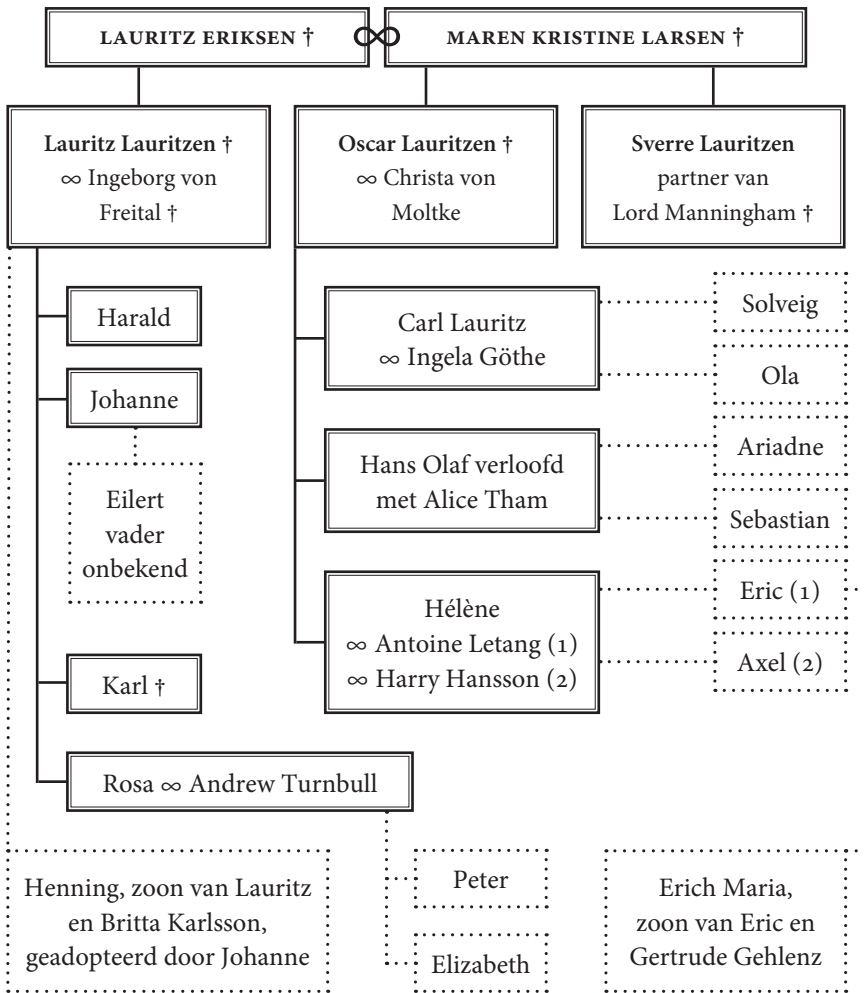 LAURITZ ERIKSEN †
∞
MAREN KRISTINE LARSEN †
Lauritz Lauritzen †
∞ Ingeborg von
Freital †
Oscar Lauritzen †
∞ Christa von
Moltke
Sverre Lauritzen
partner van
Lord Manningham †
Harald
Johanne
Eilert
vader
onbekend
Karl †
Rosa ∞ Andrew Turnbull
Carl Lauritz
∞ Ingela Göthe
Hans Olaf verloofd
met Alice Tham
Hélène
∞ Antoine Letang (1)
∞ Harry Hansson (2)
Solveig
Ola
Ariadne
Sebastian
Eric (1)
Axel (2)
Henning, zoon van Lauritz
en Britta Karlsson,
geadopteerd door Johanne
Peter
Elizabeth
Erich Maria,
zoon van Eric en
Gertrude Gehlenz